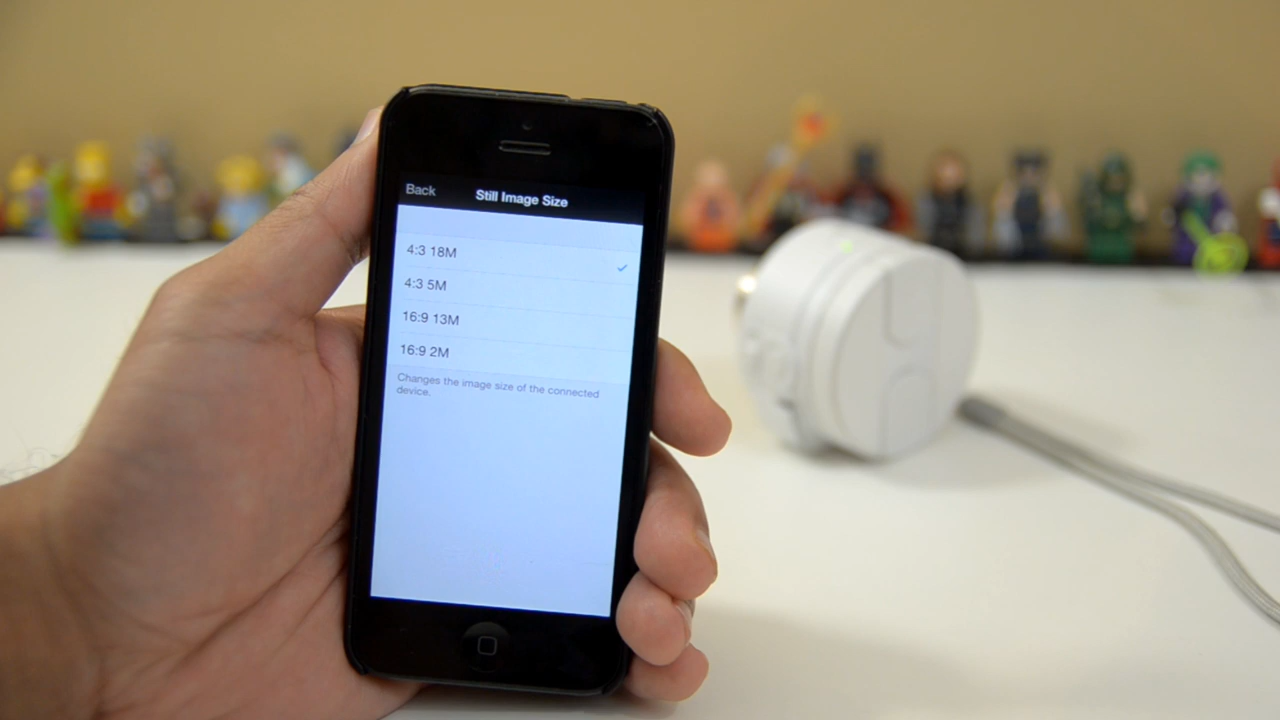 Back Still Image Size
4:3 18M
4:3 5M
16:9 13M
16:9 2M
Changes the image size of the connected
device.